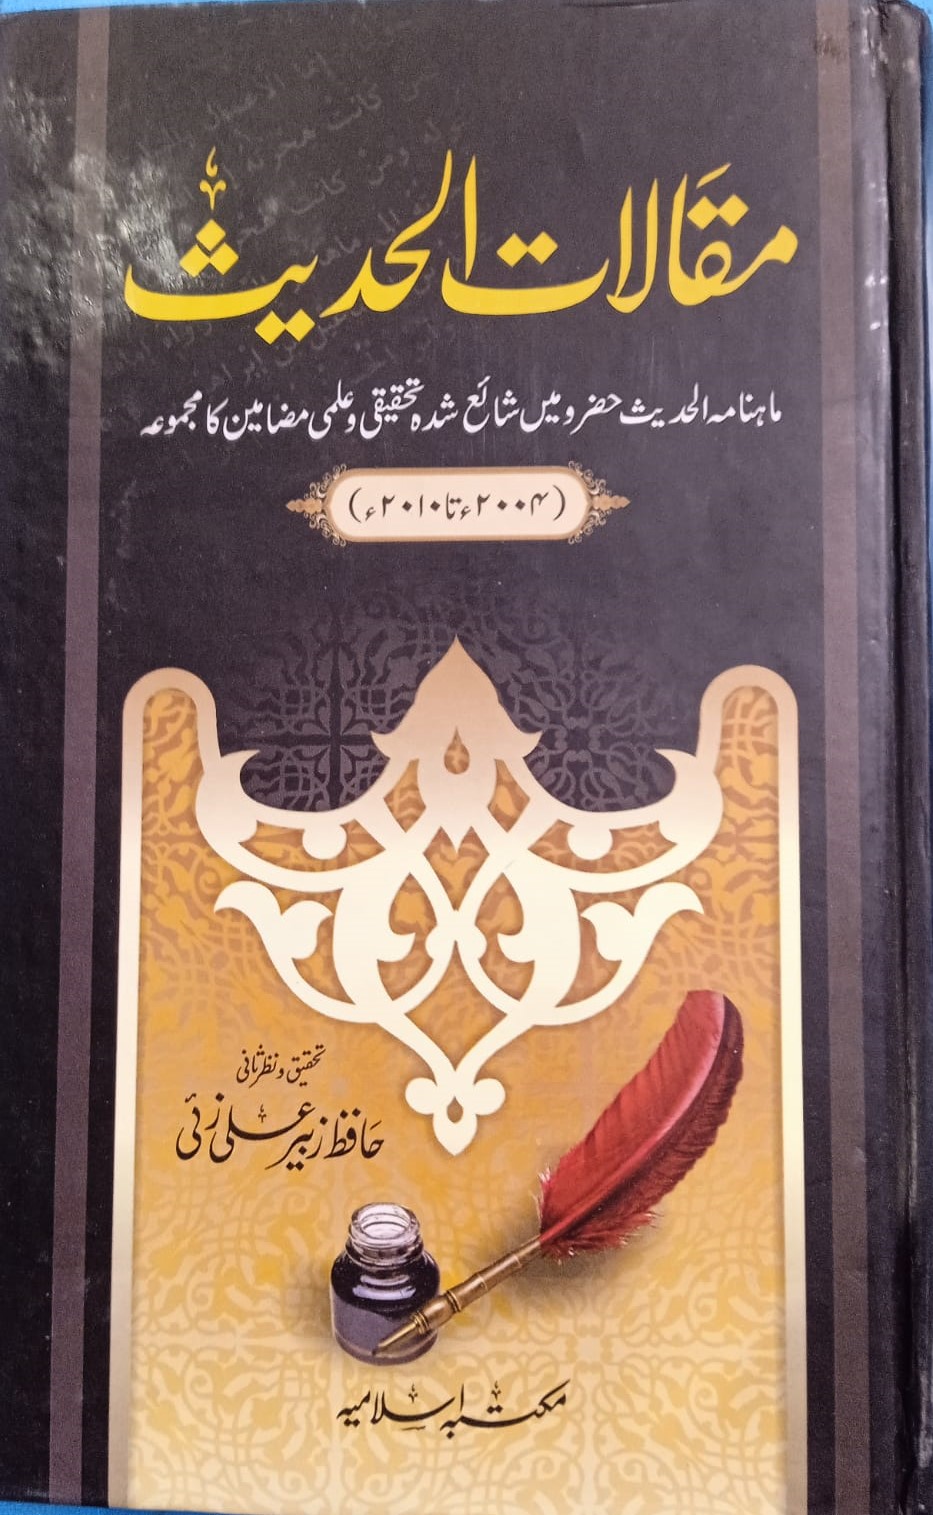 مقالات الحدیث
ماہنامہ الحدیث حضرو میں شائع شدہ تحقیقی و علمی مضامین کا مجموعہ
(۲۰۰۴ء تا ۲۰۱۰ء)
تحقیق و نظر ثانی
حافظ زبیر علی زئی
مکتبہ اسلامیہ